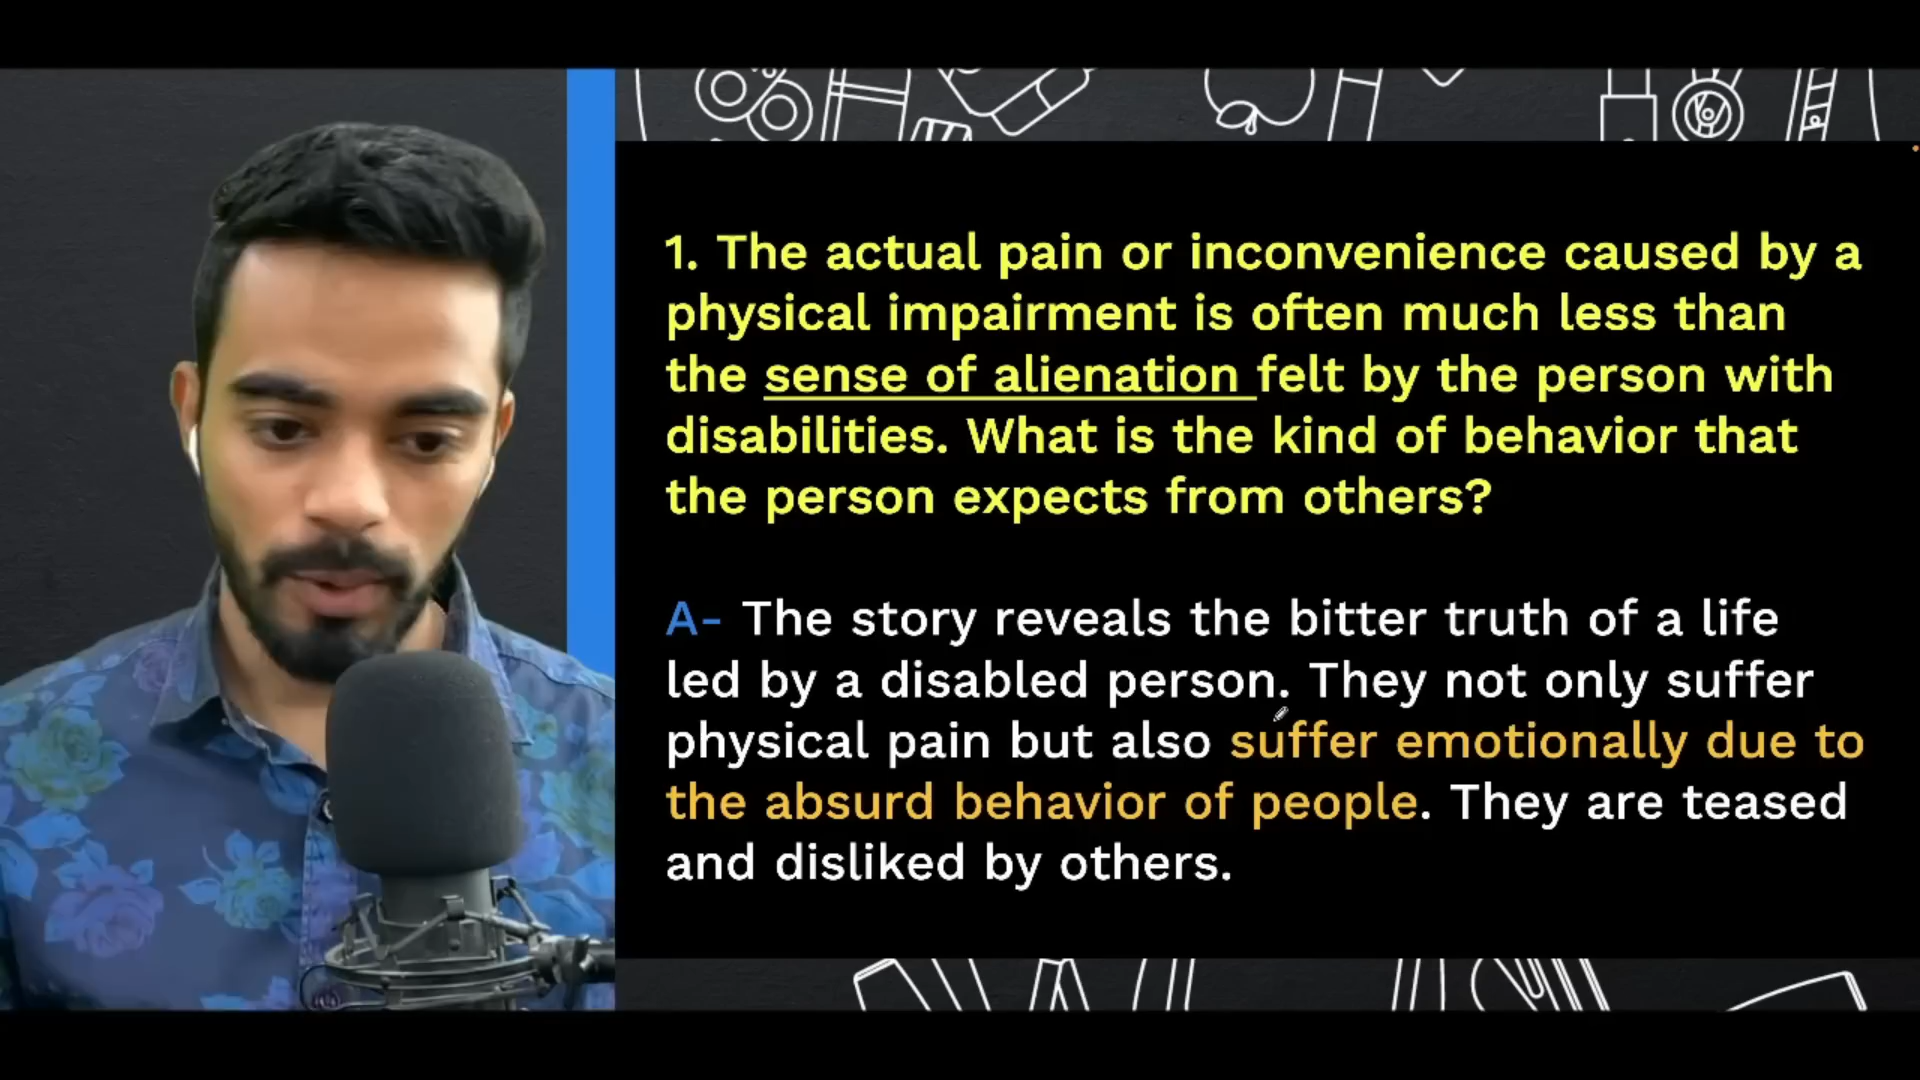 1. The actual pain or inconvenience caused by a
physical impairment is often much less than
the sense of alienation felt by the person with
disabilities. What is the kind of behavior that
the person expects from others?
A- The story reveals the bitter truth of a life
led by a disabled person. They not only suffer
physical pain but also suffer emotionally due to
the absurd behavior of people. They are teased
and disliked by others.